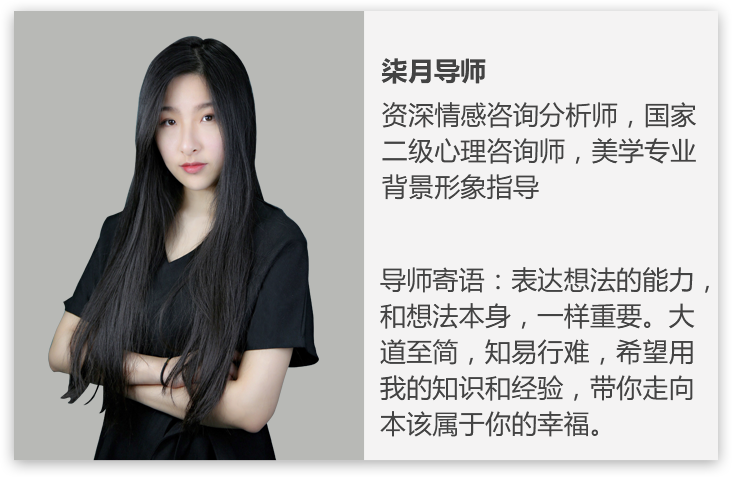 柒月导师
资深情感咨询分析师，国家
二级心理咨询师，美学专业
背景形象指导
导师寄语：表达想法的能力，
和想法本身，一样重要。大
道至简，知易行难，希望用
我的知识和经验，带你走向
本该属于你的幸福。